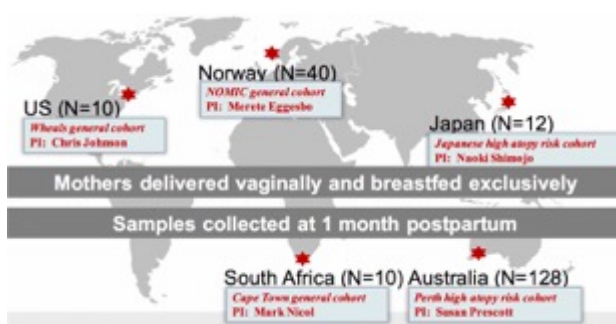 Norway (N=40)
NOMIC general cohort
PI: Merete Eggesbo
US (N=10)
Wheals general cohort
PI: Chris Johnson
Japan (N=12)
Japanese high atopy risk cohort
PI: Naoki Shimojo
Mothers delivered vaginally and breastfed exclusively
Samples collected at 1 month postpartum
South Africa (N=10)
Cape Town general cohort
PI: Mark Nicol
Australia (N=128)
Perth high atopy risk cohort
PI: Susan Prescott